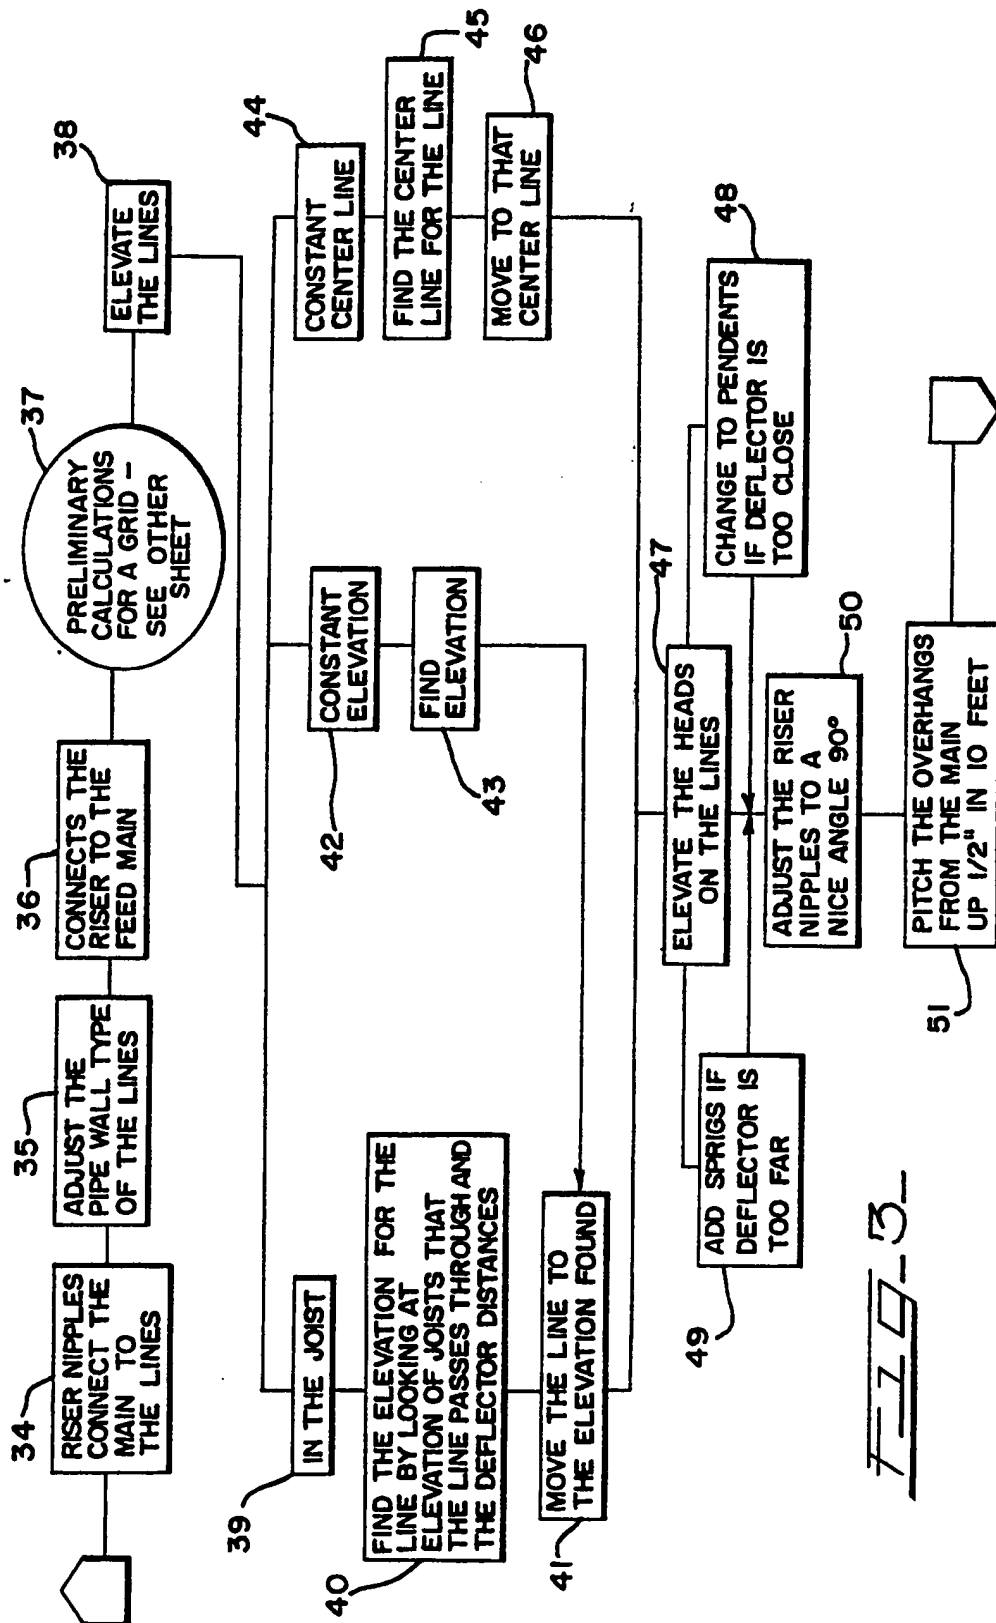 34
RISER NIPPLES
CONNECT THE
MAIN TO
THE LINES
35
ADJUST THE
PIPE WALL TYPE
OF THE LINES
36
CONNECTS THE
RISER TO THE
FEED MAIN
37
PRELIMINARY
CALCULATIONS
FOR A GRID –
SEE OTHER
SHEET
38
ELEVATE
THE LINES
39
IN THE JOIST
40
FIND THE ELEVATION FOR THE
LINE BY LOOKING AT
ELEVATION OF JOISTS THAT
THE LINE PASSES THROUGH AND
THE DEFLECTOR DISTANCES
41
MOVE THE LINE TO
THE ELEVATION FOUND
42
CONSTANT
ELEVATION
43
FIND
ELEVATION
44
CONSTANT
CENTER LINE
45
FIND THE CENTER
LINE FOR THE LINE
46
MOVE TO THAT
CENTER LINE
47
ELEVATE THE HEADS
ON THE LINES
48
CHANGE TO PENDENTS
IF DEFLECTOR IS
TOO CLOSE
49
ADD SPRIGS IF
DEFLECTOR IS
TOO FAR
50
ADJUST THE RISER
NIPPLES TO A
NICE ANGLE 90°
51
PITCH THE OVERHANGS
FROM THE MAIN
UP 1/2" IN 10 FEET
FIG. 3